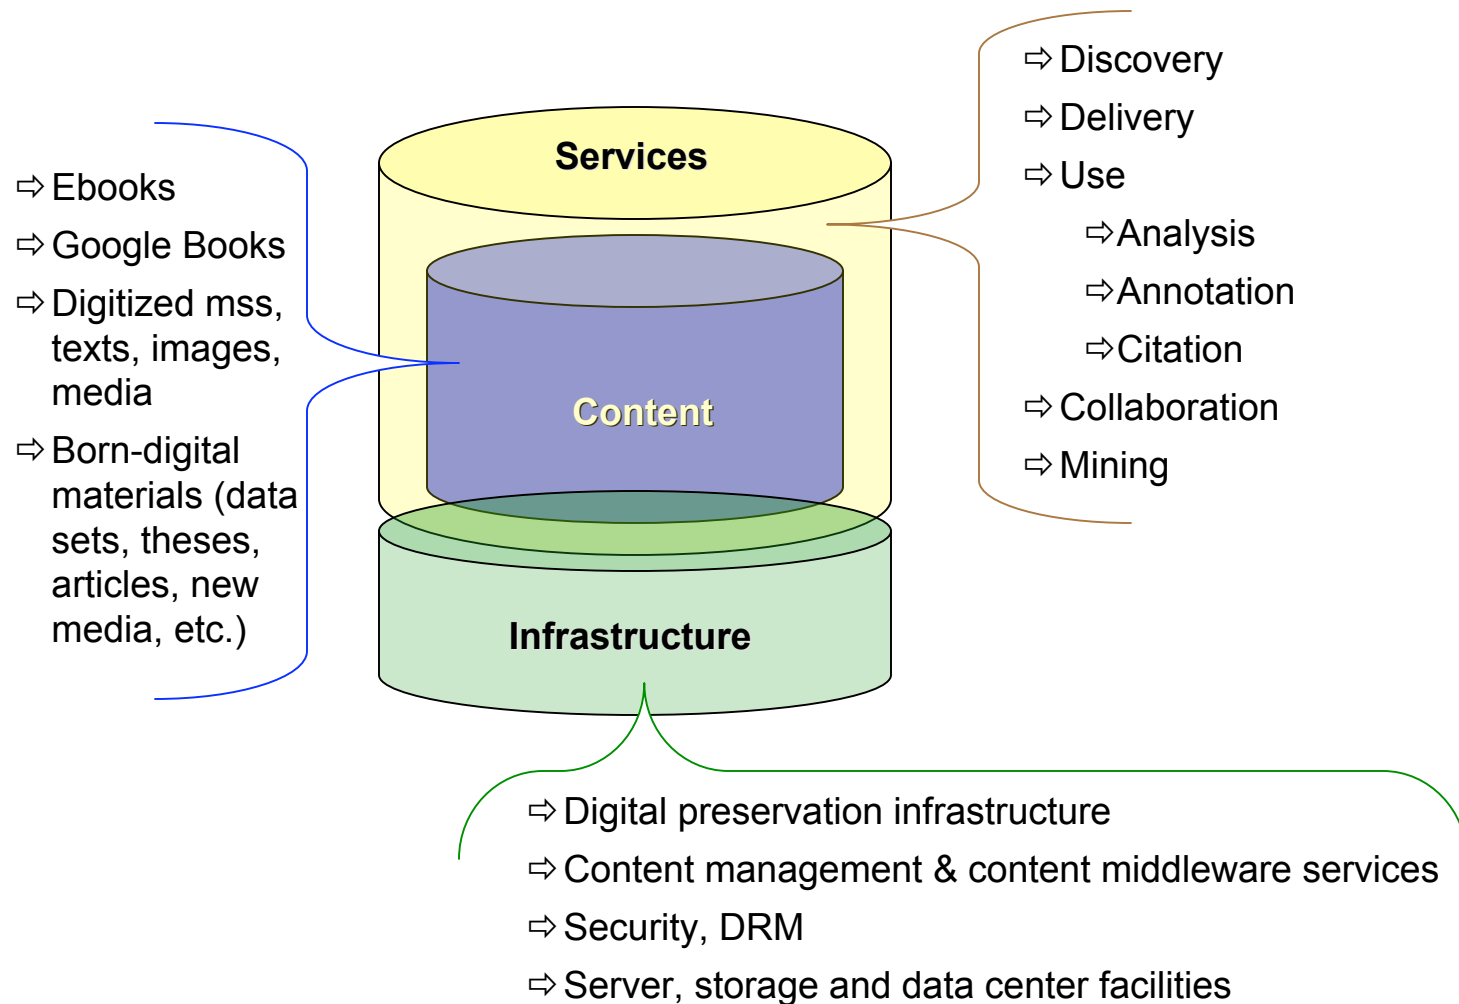 ⇨ Ebooks
⇨ Google Books
⇨ Digitized mss,
texts, images,
media
⇨ Born-digital
materials (data
sets, theses,
articles, new
media, etc.)
Services
Content
Infrastructure
⇨ Discovery
⇨ Delivery
⇨ Use
⇨ Analysis
⇨ Annotation
⇨ Citation
⇨ Collaboration
⇨ Mining
⇨ Digital preservation infrastructure
⇨ Content management & content middleware services
⇨ Security, DRM
⇨ Server, storage and data center facilities